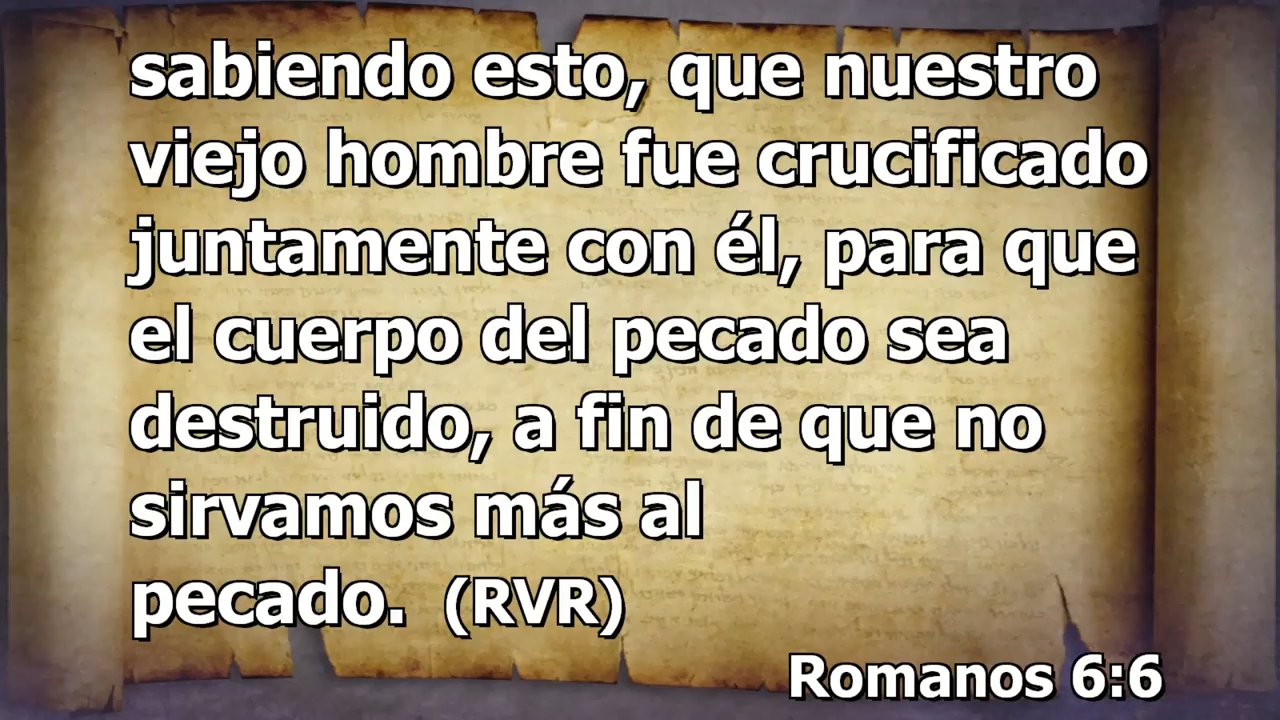 sabiendo esto, que nuestro
viejo hombre fue crucificado
juntamente con él, para que
el cuerpo del pecado sea
destruido, a fin de que no
sirvamos más al
pecado. (RVR)
Romanos 6:6